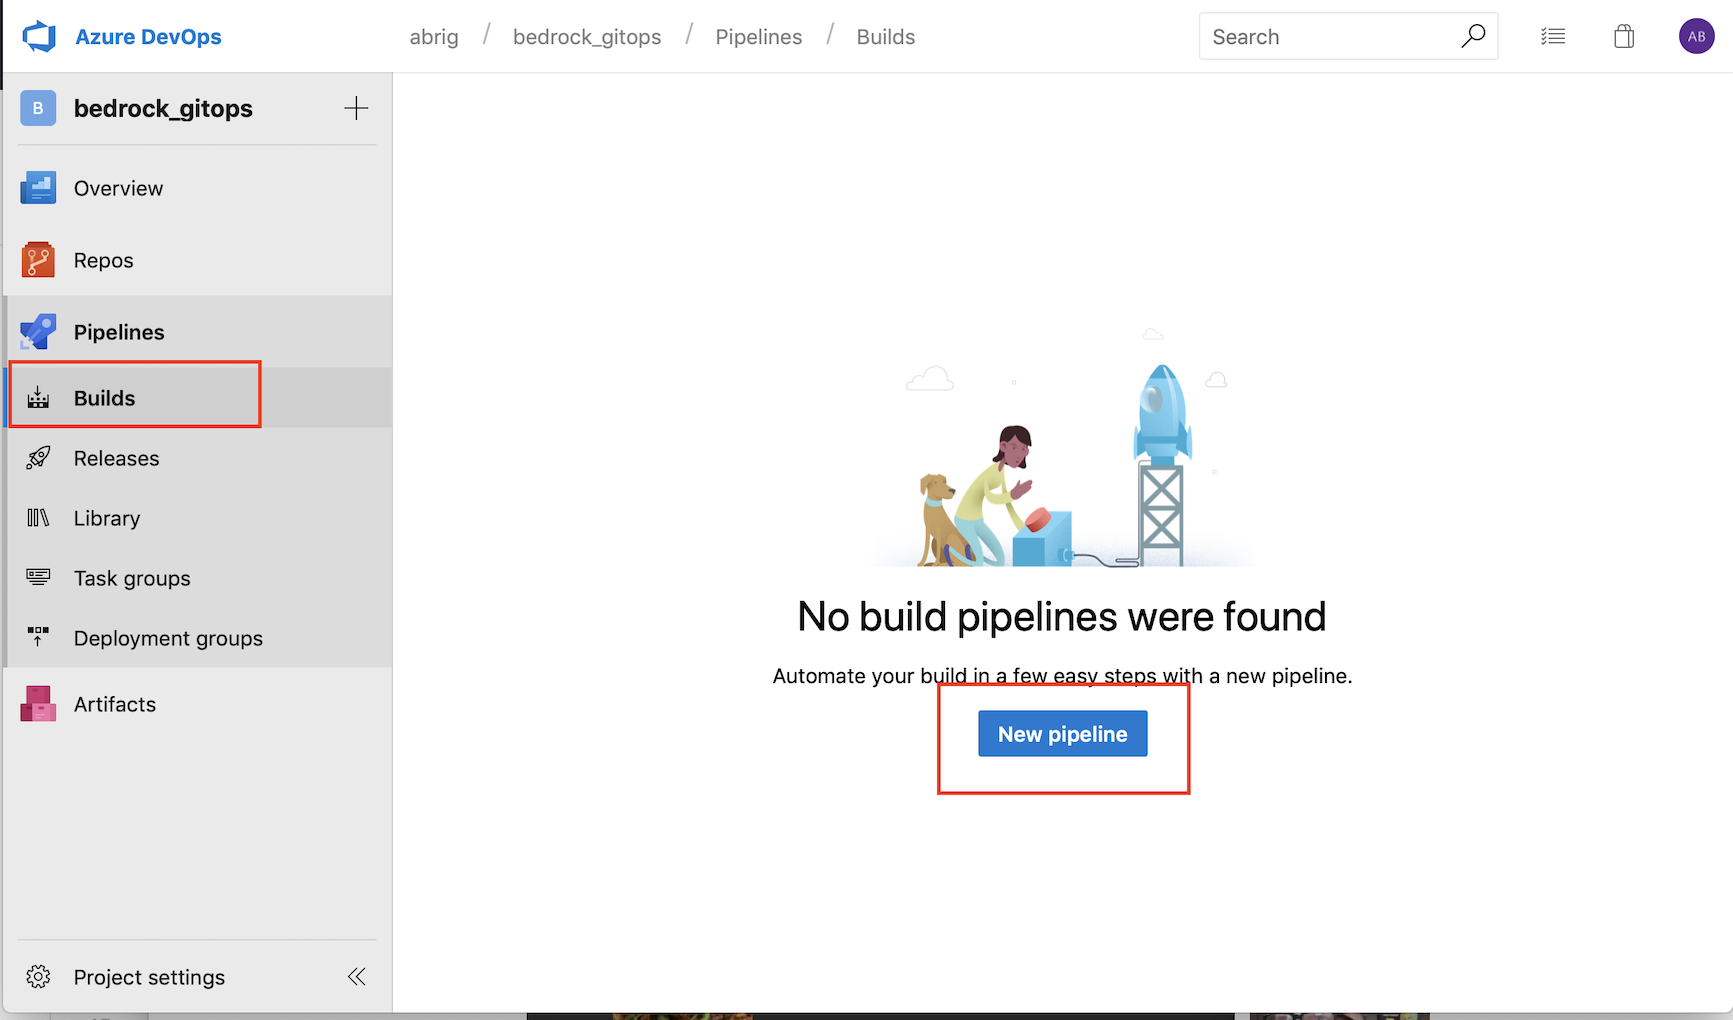 Azure DevOps
abrig / bedrock_gitops / Pipelines / Builds
Search
AB
B
bedrock_gitops
Overview
Repos
Pipelines
Builds
Releases
Library
Task groups
Deployment groups
Artifacts
Project settings
No build pipelines were found
Automate your build in a few easy steps with a new pipeline.
New pipeline